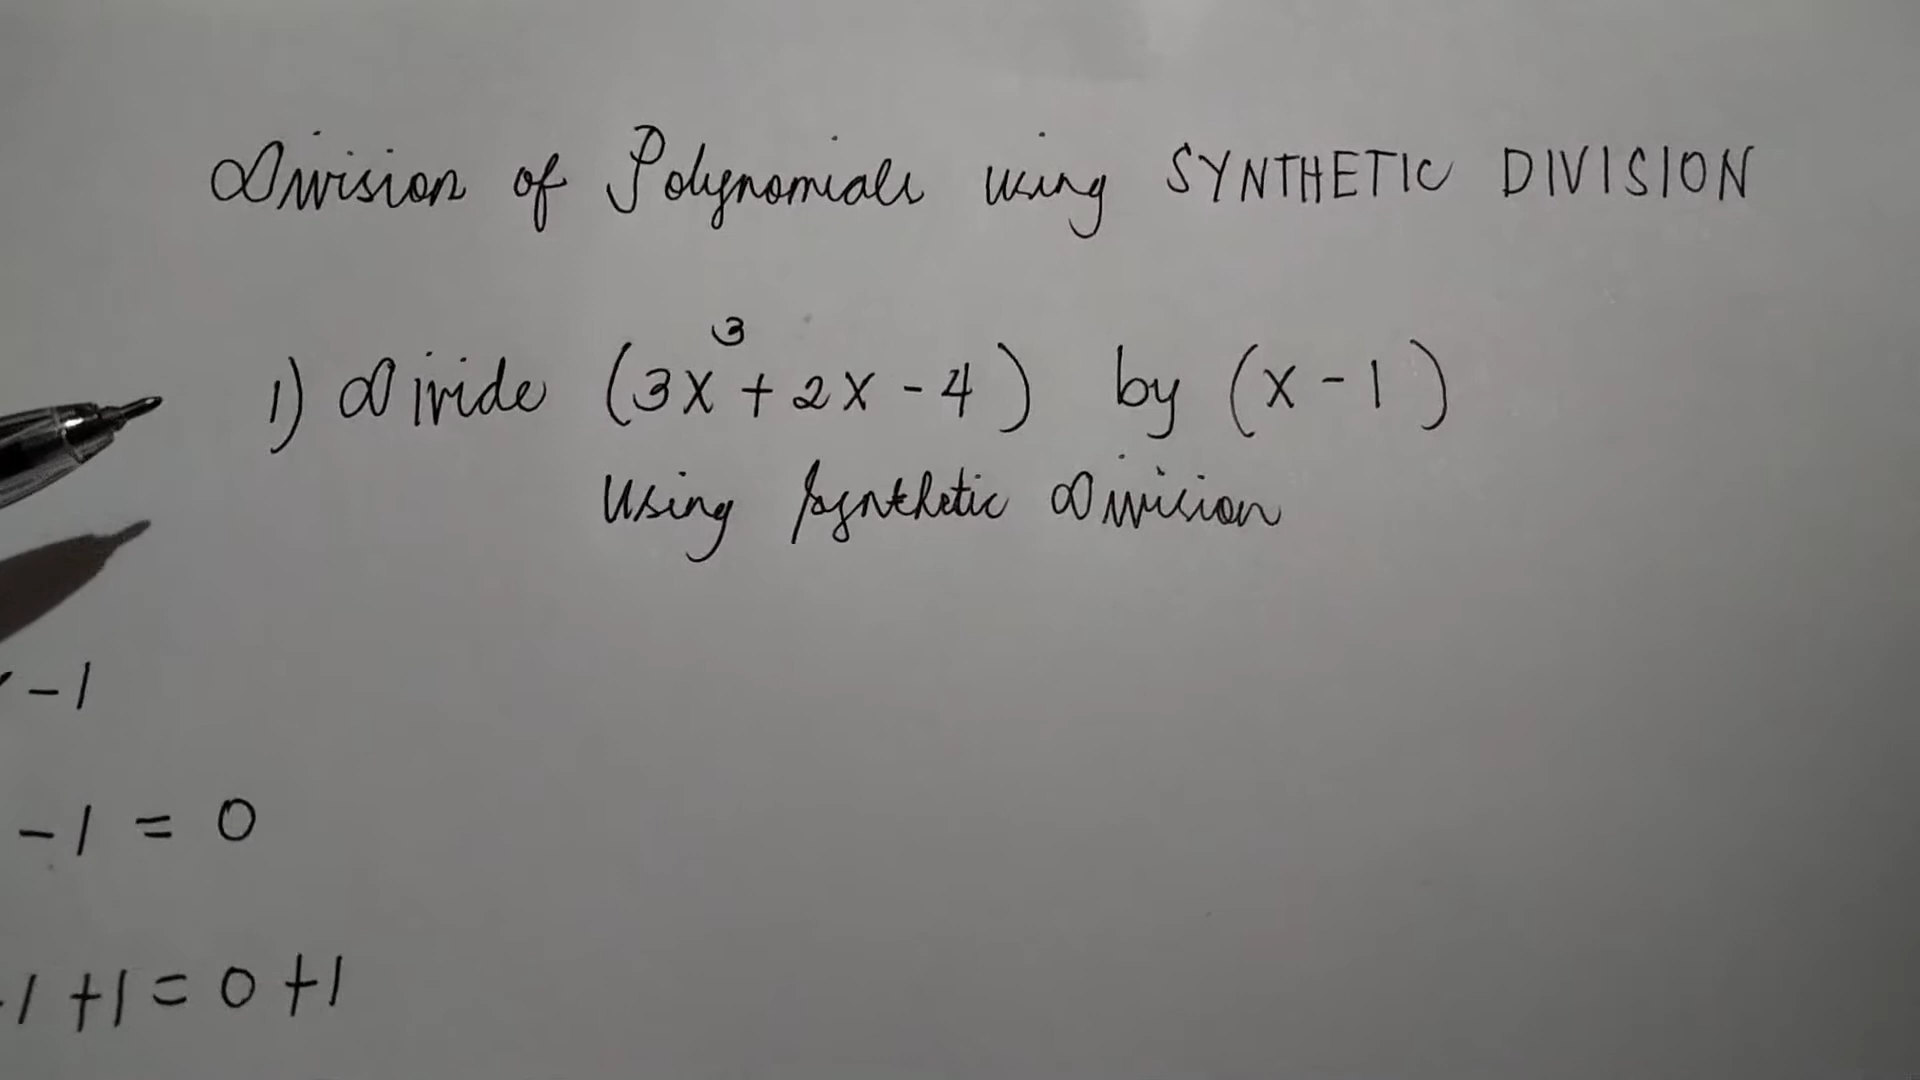 Division of Polynomials using SYNTHETIC DIVISION
1) Divide (3x³ + 2x - 4) by (x - 1)
Using Synthetic Division
- 1
- 1 = 0
-1 +1 = 0 +1